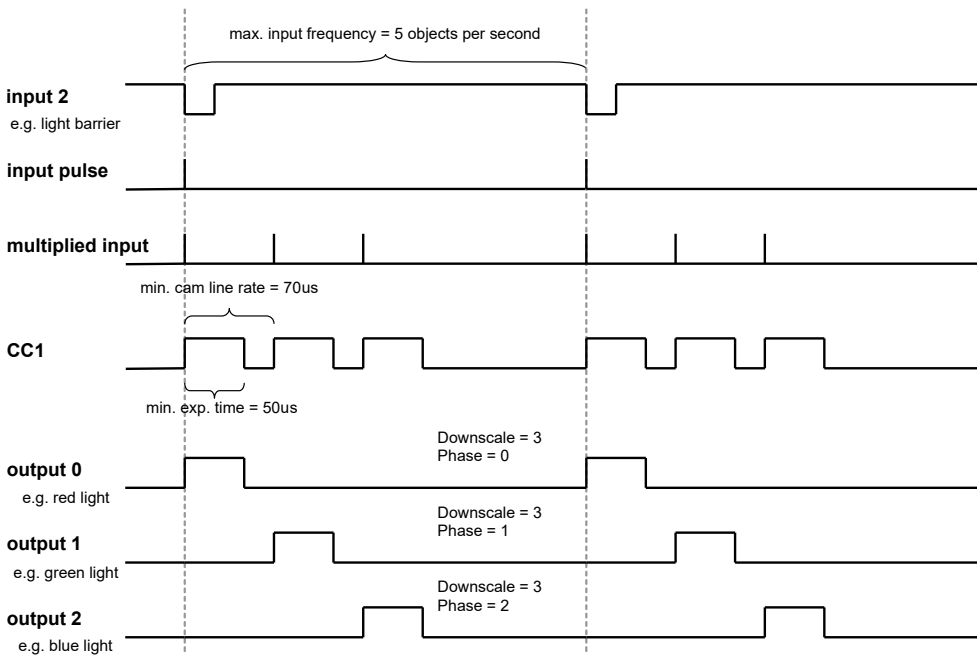 max. input frequency = 5 objects per second
input 2
e.g. light barrier
input pulse
multiplied input
min. cam line rate = 70us
CC1
min. exp. time = 50us
Downscale = 3
Phase = 0
output 0
e.g. red light
Downscale = 3
Phase = 1
output 1
e.g. green light
Downscale = 3
Phase = 2
output 2
e.g. blue light